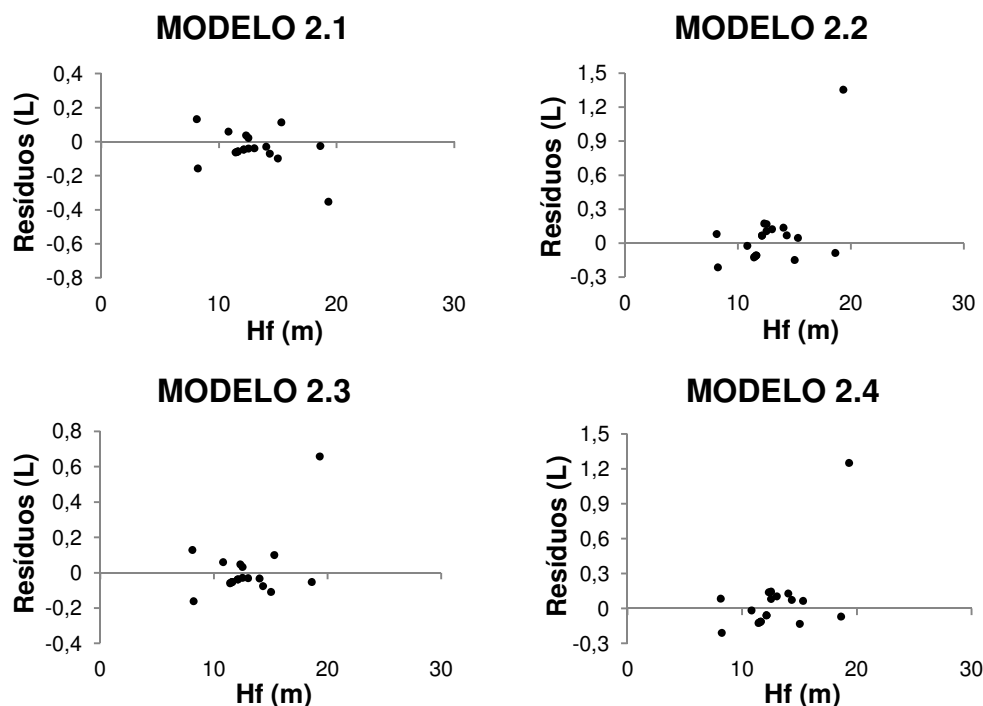 MODELO 2.1
0,4
0,2
0
-0,2
-0,4
-0,6
-0,8
Resíduos (L)
0 10 20 30
Hf (m)
MODELO 2.2
1,5
1,2
0,9
0,6
0,3
0
-0,3
Resíduos (L)
0 10 20 30
Hf (m)
MODELO 2.3
0,8
0,6
0,4
0,2
0
-0,2
-0,4
Resíduos (L)
0 10 20 30
Hf (m)
MODELO 2.4
1,5
1,2
0,9
0,6
0,3
0
-0,3
Resíduos (L)
0 10 20 30
Hf (m)